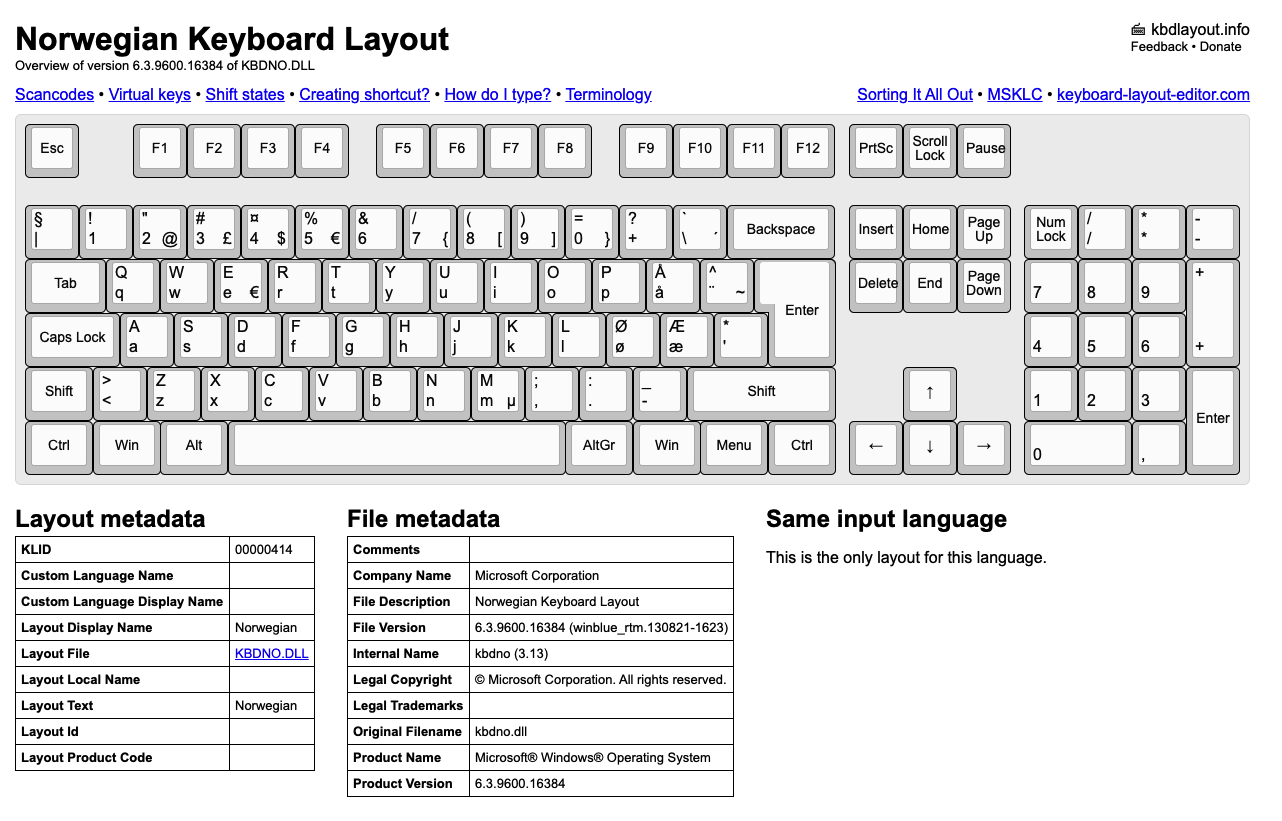 Norwegian Keyboard Layout
🖮 kbdlayout.info
Overview of version 6.3.9600.16384 of KBDNO.DLL
Feedback • Donate
Scancodes • Virtual keys • Shift states • Creating shortcut? • How do I type? • Terminology
Sorting It All Out • MSKLC • keyboard-layout-editor.com
Esc F1 F2 F3 F4 F5 F6 F7 F8 F9 F10 F11 F12 PrtSc Scroll Lock Pause
§ ! " # ¤ % & / ( ) = ? ` Backspace Insert Home Page Up Num Lock / * -
| 1 2 @ 3 £ 4 $ 5 € 6 7 { 8 [ 9 ] 0 } + \ ´ / * -
Tab Q W E R T Y U I O P Å ^ Enter Delete End Page Down 7 8 9 +
q w e € r t y u i o p å ¨ ~
Caps Lock A S D F G H J K L Ø Æ * 4 5 6 +
a s d f g h j k l ø æ '
Shift > Z X C V B N M ; : _ Shift ↑ 1 2 3 Enter
< z x c v b n m µ , . -
Ctrl Win Alt AltGr Win Menu Ctrl ← ↓ → 0 ,
Layout metadata
KLID 00000414
Custom Language Name
Custom Language Display Name
Layout Display Name Norwegian
Layout File KBDNO.DLL
Layout Local Name
Layout Text Norwegian
Layout Id
Layout Product Code
File metadata
Comments
Company Name Microsoft Corporation
File Description Norwegian Keyboard Layout
File Version 6.3.9600.16384 (winblue_rtm.130821-1623)
Internal Name kbdno (3.13)
Legal Copyright © Microsoft Corporation. All rights reserved.
Legal Trademarks
Original Filename kbdno.dll
Product Name Microsoft® Windows® Operating System
Product Version 6.3.9600.16384
Same input language
This is the only layout for this language.